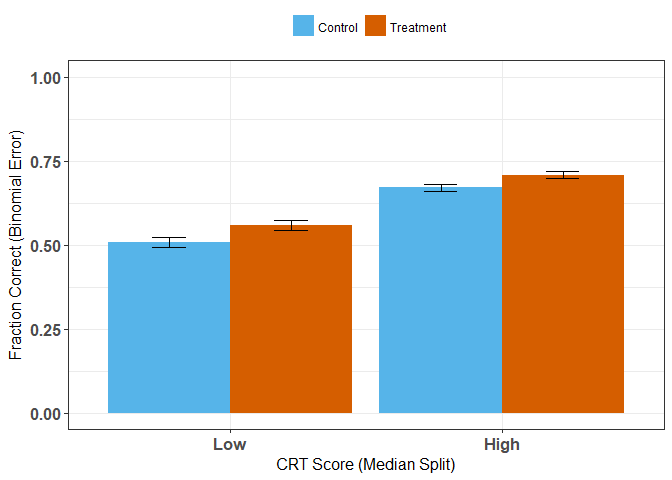 Control Treatment
1.00
0.75
0.50
0.25
0.00
Fraction Correct (Binomial Error)
Low High
CRT Score (Median Split)